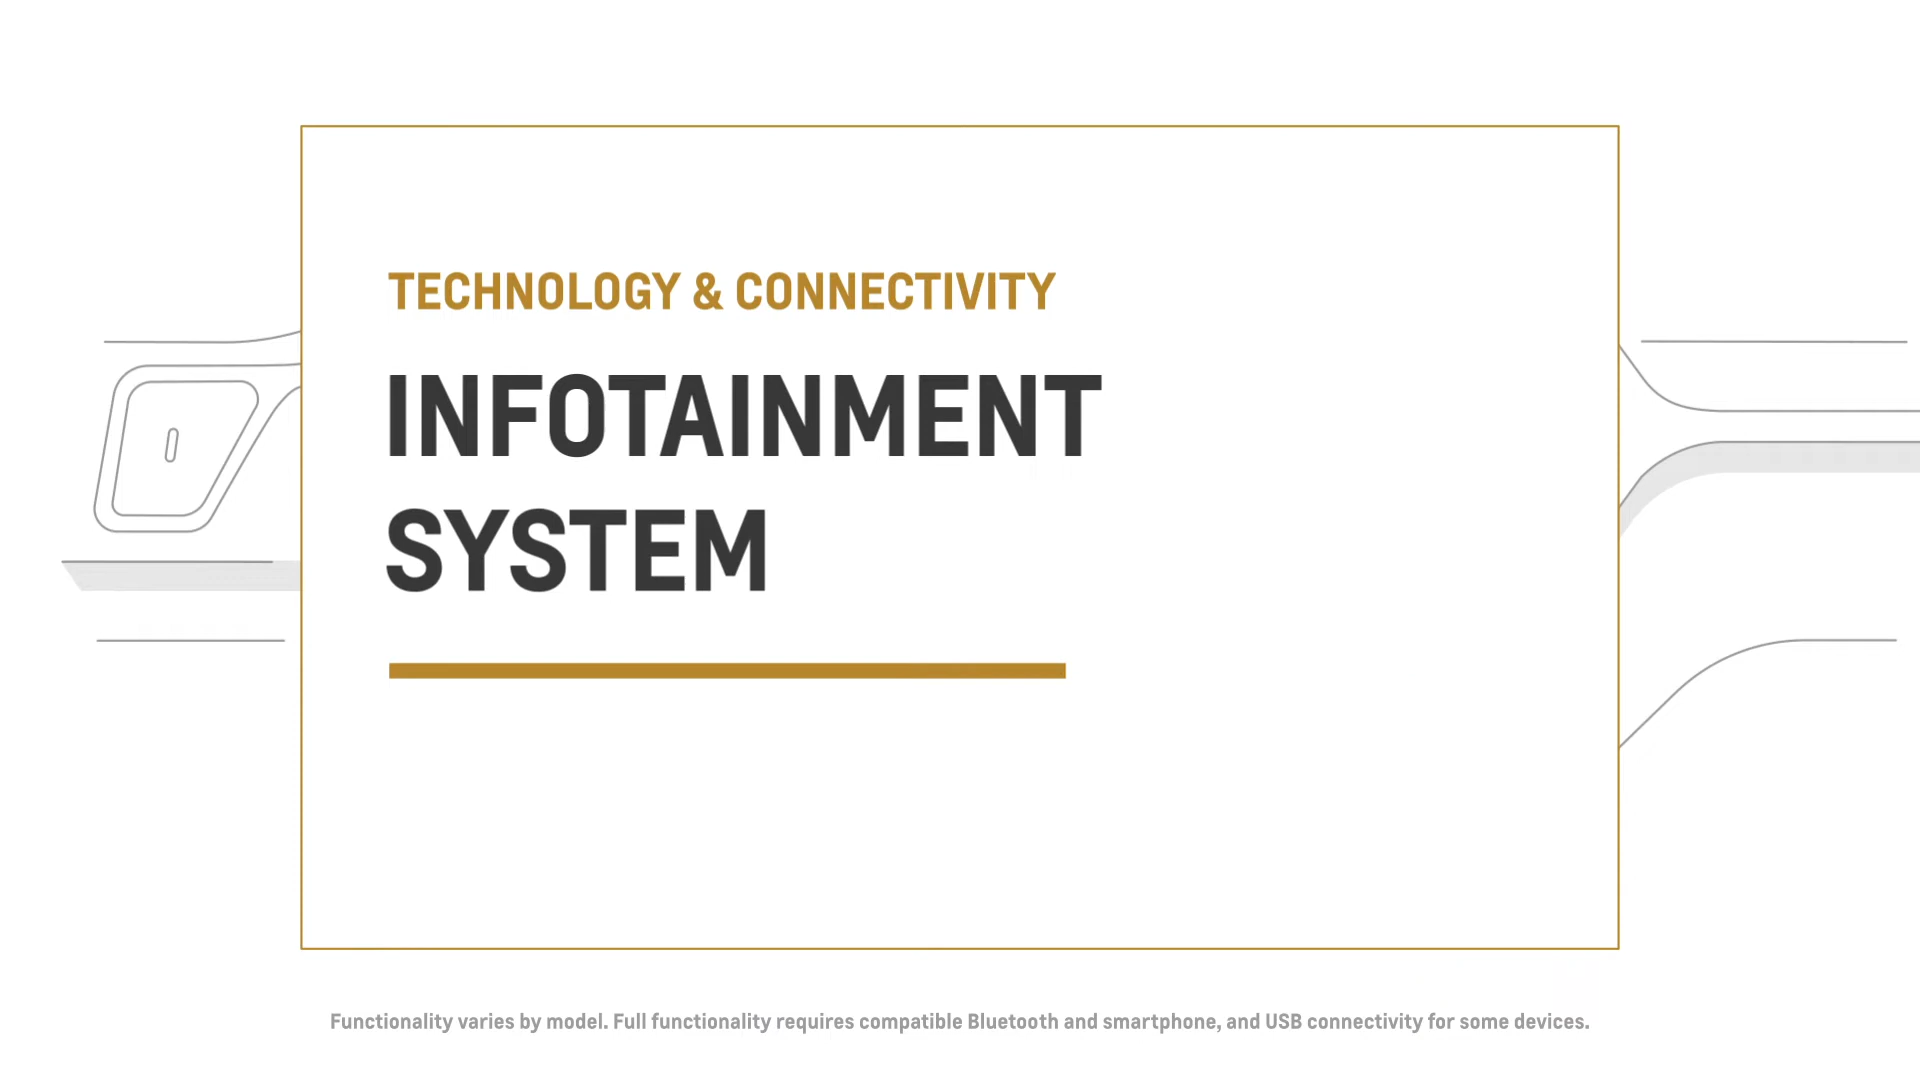 TECHNOLOGY & CONNECTIVITY
INFOTAINMENT
SYSTEM
Functionality varies by model. Full functionality requires compatible Bluetooth and smartphone, and USB connectivity for some devices.